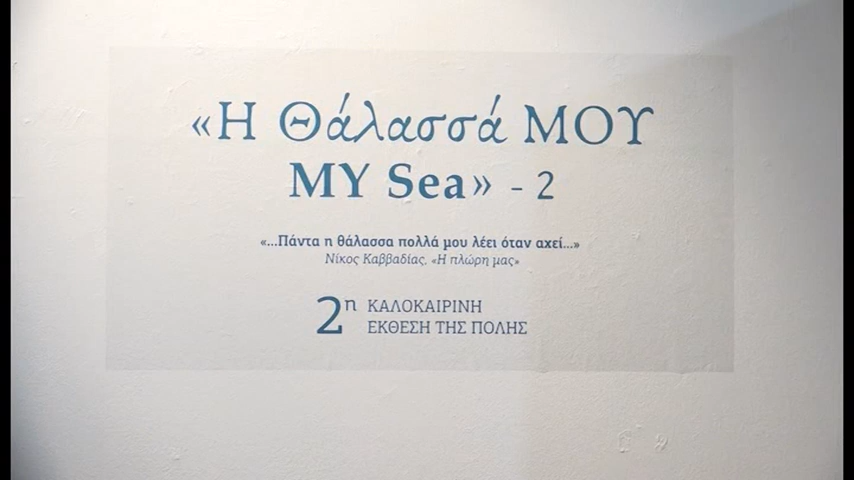 «Η Θάλασσά ΜΟΥ
MY Sea» - 2
«...Πάντα η θάλασσα πολλά μου λέει όταν αχεί...»
Νίκος Καββαδίας, «Η πλώρη μας»
2η ΚΑΛΟΚΑΙΡΙΝΗ
ΕΚΘΕΣΗ ΤΗΣ ΠΟΛΗΣ